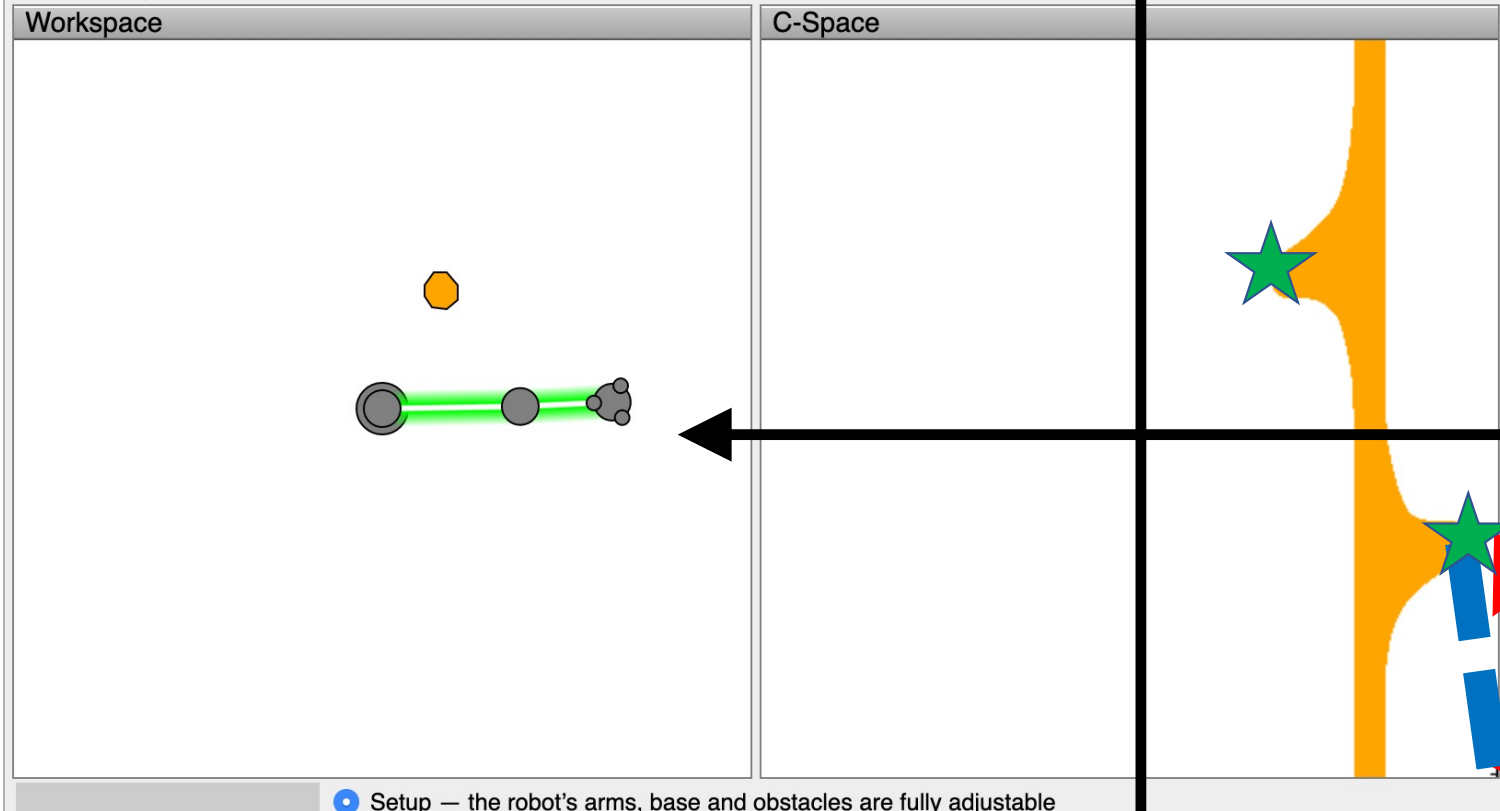 Workspace
C-Space
Setup — the robot's arms, base and obstacles are fully adjustable